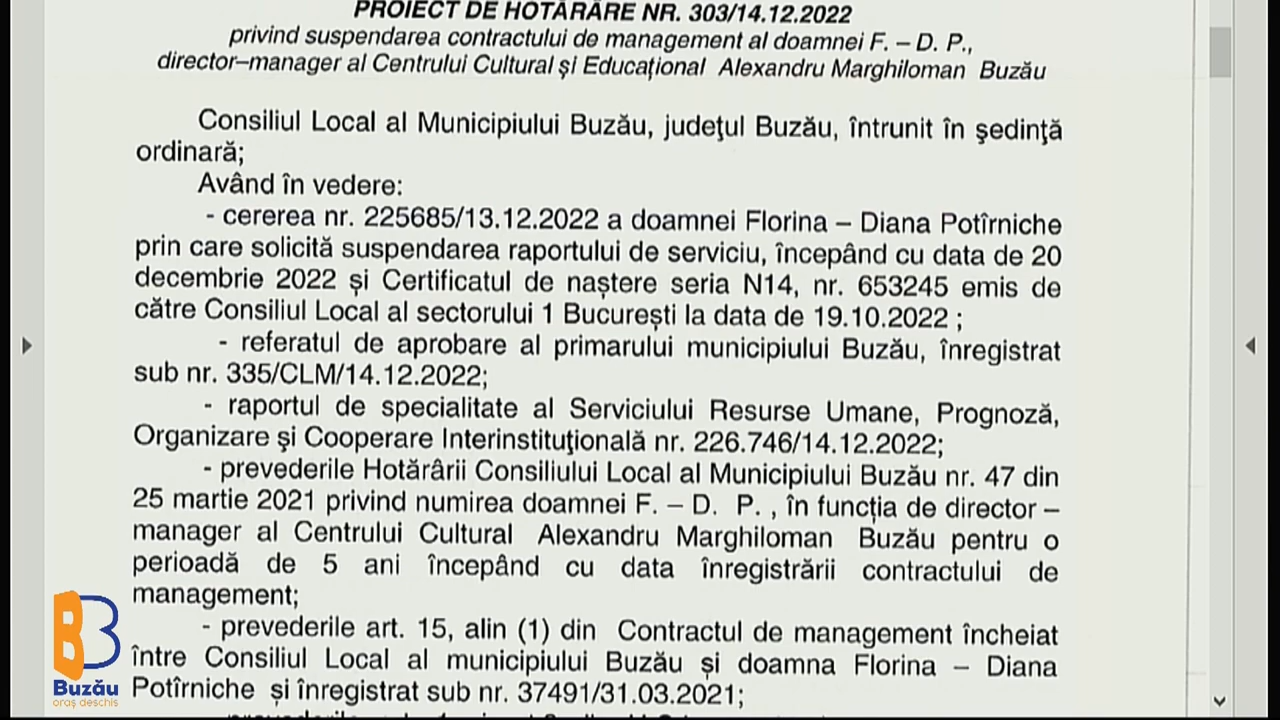 PROIECT DE HOTĂRÂRE NR. 303/14.12.2022
privind suspendarea contractului de management al doamnei F. – D. P.,
director–manager al Centrului Cultural și Educațional Alexandru Marghiloman Buzău
Consiliul Local al Municipiului Buzău, judeţul Buzău, întrunit în şedinţă
ordinară;
Având în vedere:
- cererea nr. 225685/13.12.2022 a doamnei Florina – Diana Potîrniche
prin care solicită suspendarea raportului de serviciu, începând cu data de 20
decembrie 2022 și Certificatul de naștere seria N14, nr. 653245 emis de
către Consiliul Local al sectorului 1 București la data de 19.10.2022 ;
- referatul de aprobare al primarului municipiului Buzău, înregistrat
sub nr. 335/CLM/14.12.2022;
- raportul de specialitate al Serviciului Resurse Umane, Prognoză,
Organizare şi Cooperare Interinstituţională nr. 226.746/14.12.2022;
- prevederile Hotărârii Consiliului Local al Municipiului Buzău nr. 47 din
25 martie 2021 privind numirea doamnei F. – D. P. , în funcția de director –
manager al Centrului Cultural Alexandru Marghiloman Buzău pentru o
perioadă de 5 ani începând cu data înregistrării contractului de
management;
- prevederile art. 15, alin (1) din Contractul de management încheiat
între Consiliul Local al municipiului Buzău și doamna Florina – Diana
Potîrniche și înregistrat sub nr. 37491/31.03.2021;
Buzău
oraș deschis